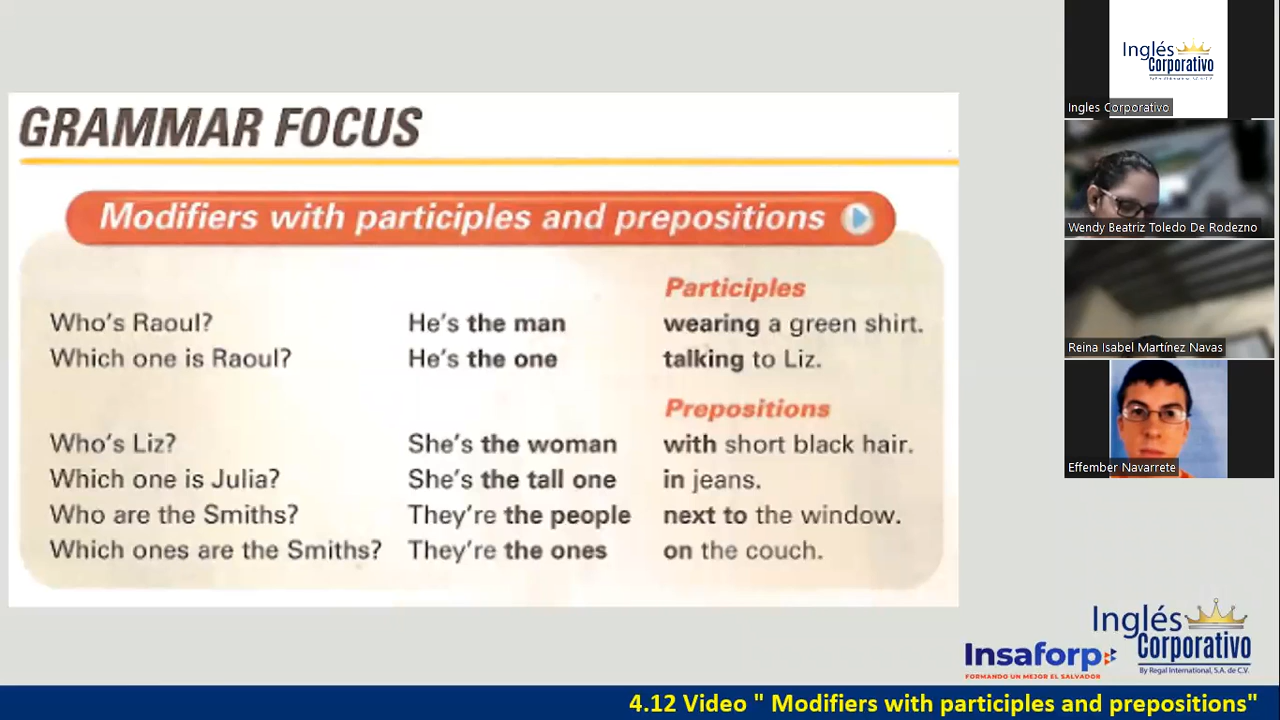 GRAMMAR FOCUS
Modifiers with participles and prepositions
Participles
Who's Raoul? He's the man wearing a green shirt.
Which one is Raoul? He's the one talking to Liz.
Prepositions
Who's Liz? She's the woman with short black hair.
Which one is Julia? She's the tall one in jeans.
Who are the Smiths? They're the people next to the window.
Which ones are the Smiths? They're the ones on the couch.
Inglés
Corporativo
By Regal International, S.A. de C.V.
Ingles Corporativo
Wendy Beatriz Toledo De Rodezno
Reina Isabel Martínez Navas
Effember Navarrete
Insaforp
FORMANDO UN MEJOR EL SALVADOR
Inglés
Corporativo
By Regal International, S.A. de C.V.
4.12 Video " Modifiers with participles and prepositions"